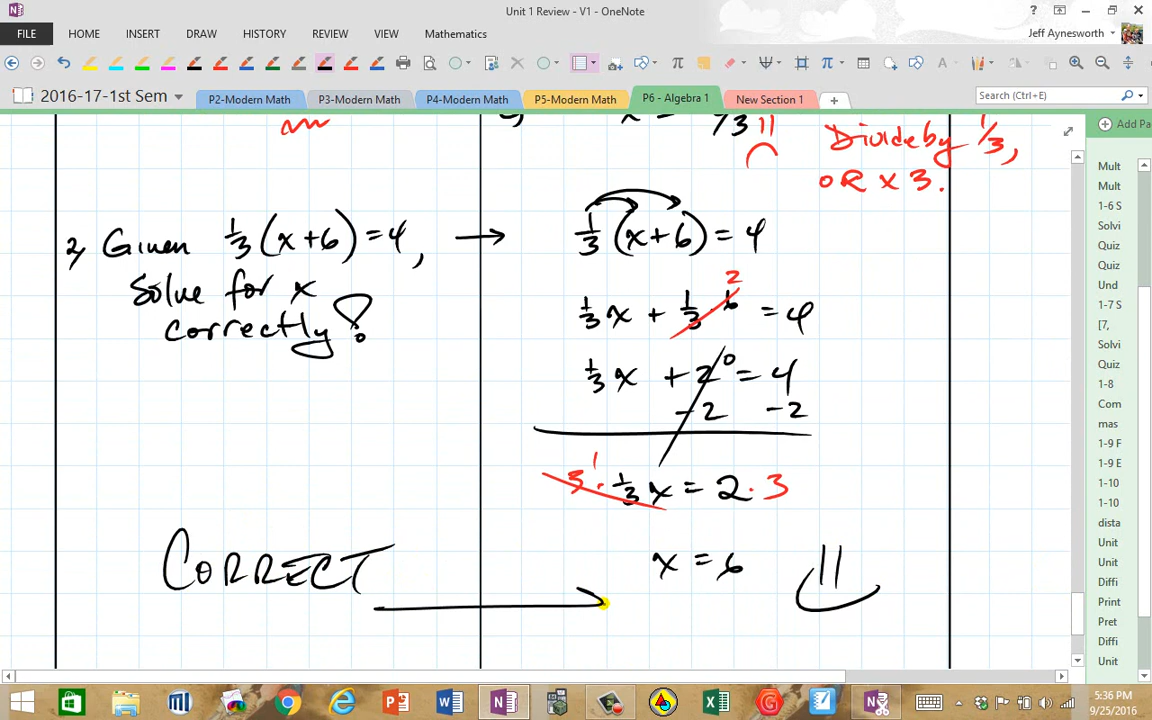 Unit 1 Review - V1 - OneNote
FILE HOME INSERT DRAW HISTORY REVIEW VIEW Mathematics
Jeff Aynesworth
2016-17-1st Sem
P2-Modern Math P3-Modern Math P4-Modern Math P5-Modern Math P6 - Algebra 1 New Section 1
Search (Ctrl+E)
Add Pa
Mult
Mult
1-6 S
Solvi
Quiz
Quiz
Und
1-7 S
[7,
Solvi
Quiz
1-8
Com
mas
1-9 F
1-9 E
1-10
1-10
dista
Unit
Unit
Diffi
Print
Pret
Diffi
Unit
Divide by 1/3,
OR x 3.
2) Given 1/3(x+6)=4,
Solve for x
correctly!
1/3(x+6)=4
1/3x + 1/3 · 6 = 4
2
1/3x + 2 = 4
0
-2 -2
3 · 1/3x = 2 · 3
1
x = 6
CORRECT
5:36 PM
9/25/2016